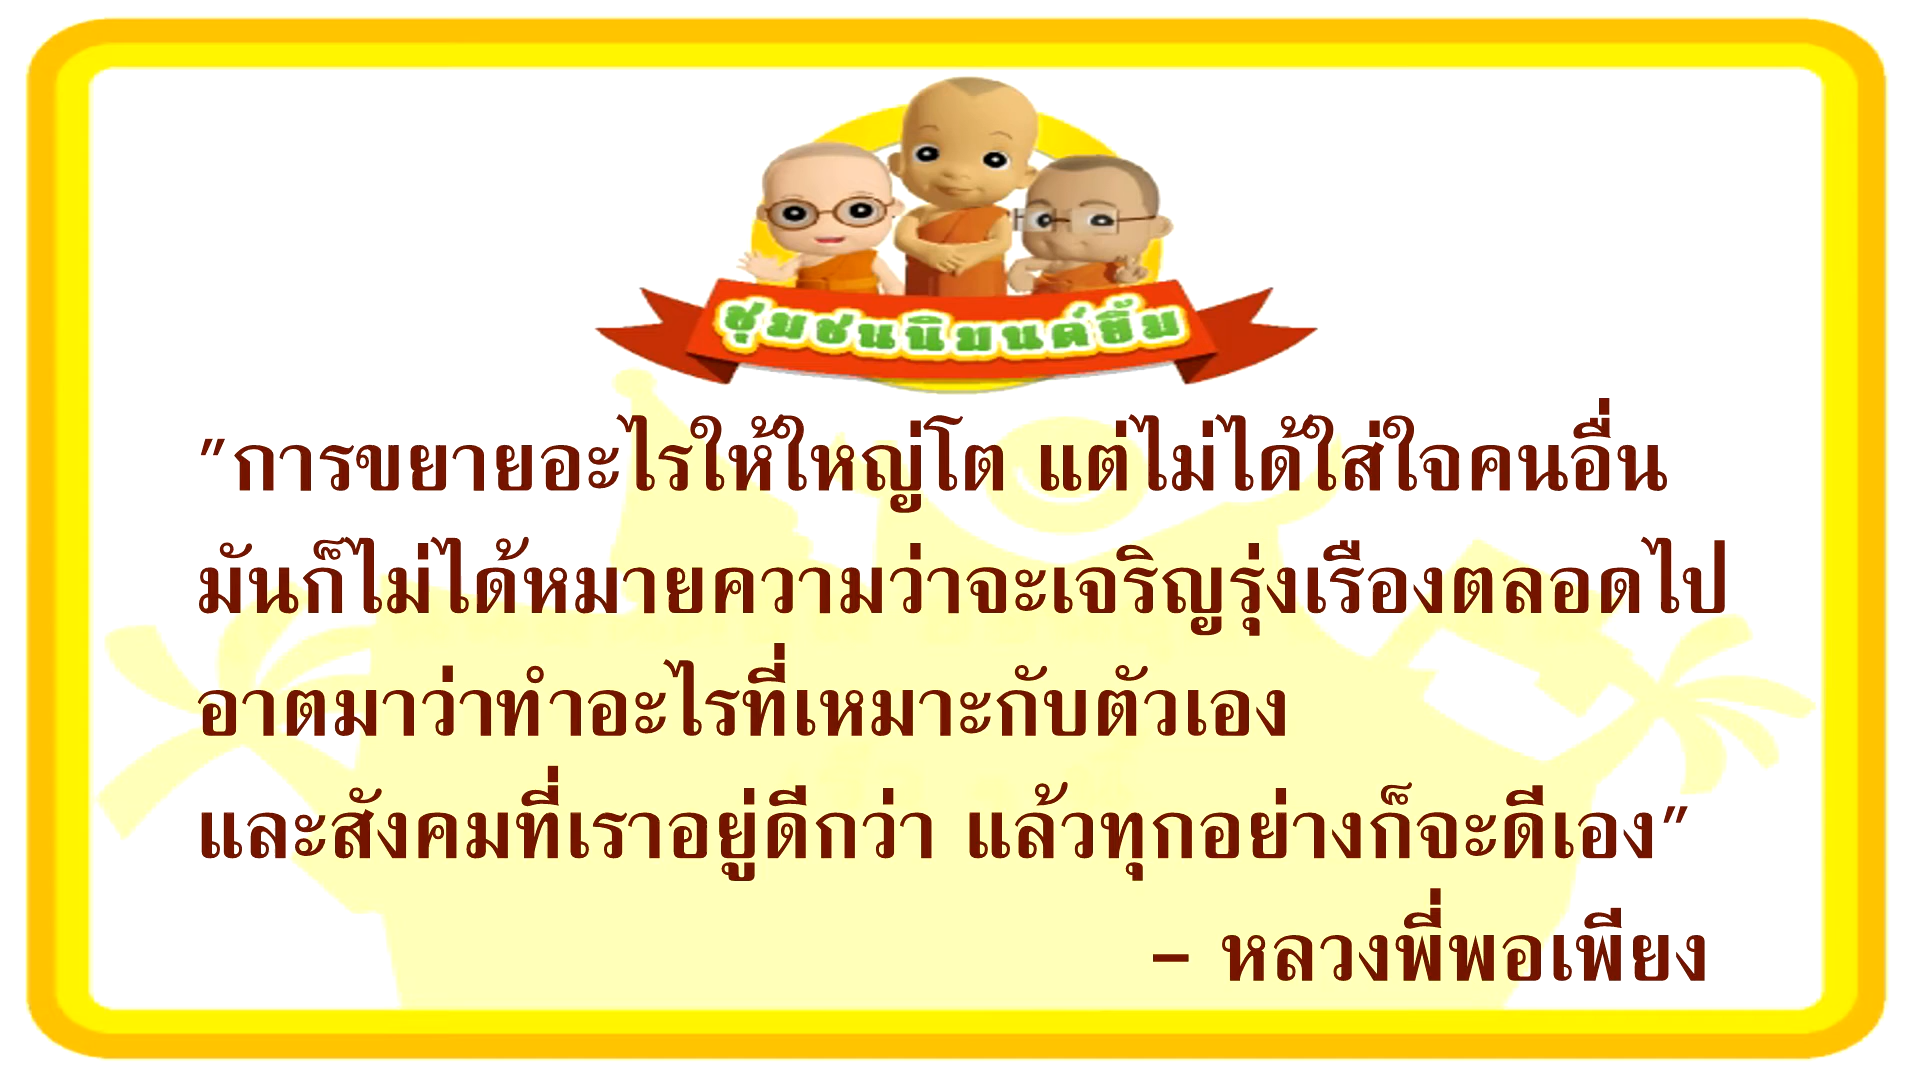 ชุมชนนิมนต์ยิ้ม
"การขยายอะไรให้ใหญ่โต แต่ไม่ได้ใส่ใจคนอื่น
มันก็ไม่ได้หมายความว่าจะเจริญรุ่งเรืองตลอดไป
อาตมาว่าทำอะไรที่เหมาะกับตัวเอง
และสังคมที่เราอยู่ดีกว่า แล้วทุกอย่างก็จะดีเอง"
– หลวงพี่พอเพียง